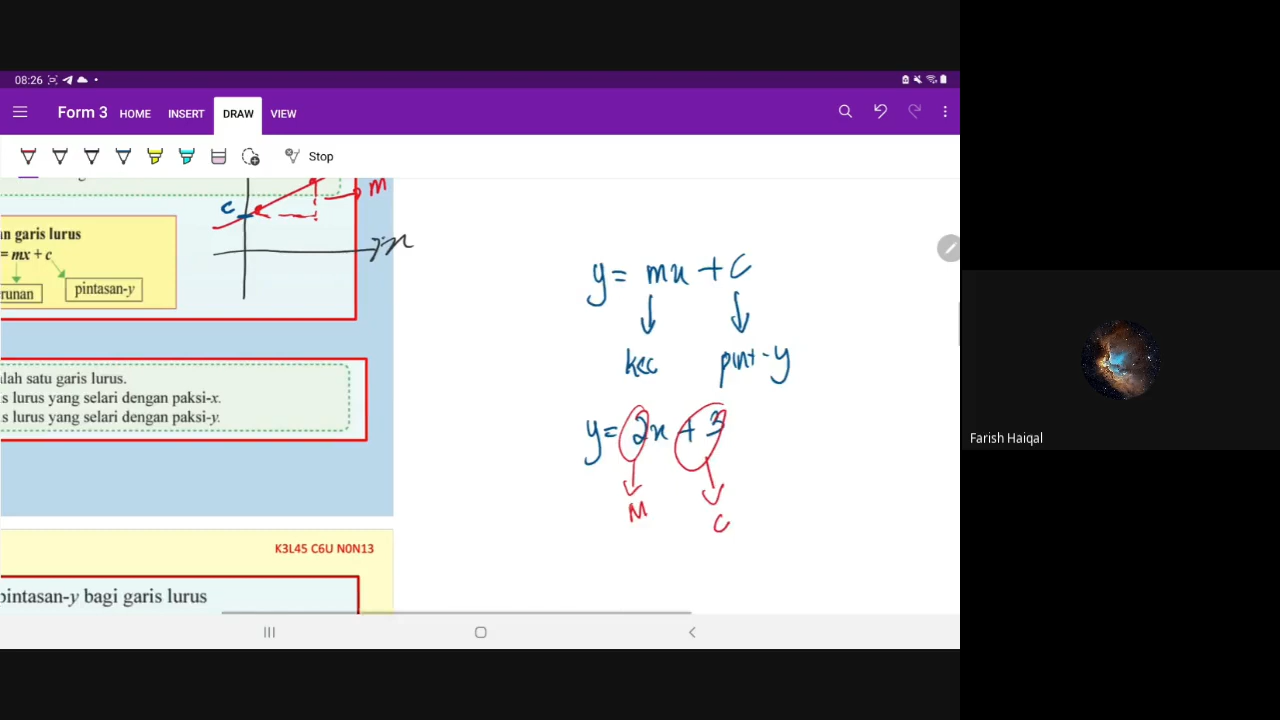 08:26
Form 3 HOME INSERT DRAW VIEW
Stop
m
c
x
n garis lurus
= mx + c
runan
pintasan-y
lah satu garis lurus.
s lurus yang selari dengan paksi-x.
s lurus yang selari dengan paksi-y.
K3L45 C6U N0N13
pintasan-y bagi garis lurus
y = mx + c
kec pint-y
y = 2x + 3
M C
Farish Haiqal